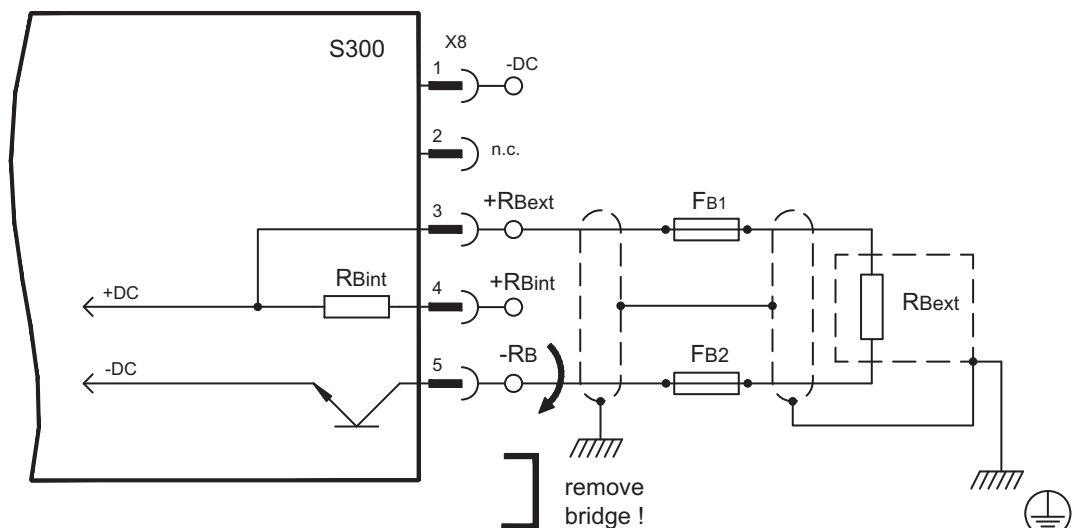 S300
X8
1
-DC
2
n.c.
3
+RBext
FB1
+DC
RBint
4
+RBint
RBext
-DC
5
-RB
FB2
remove
bridge !